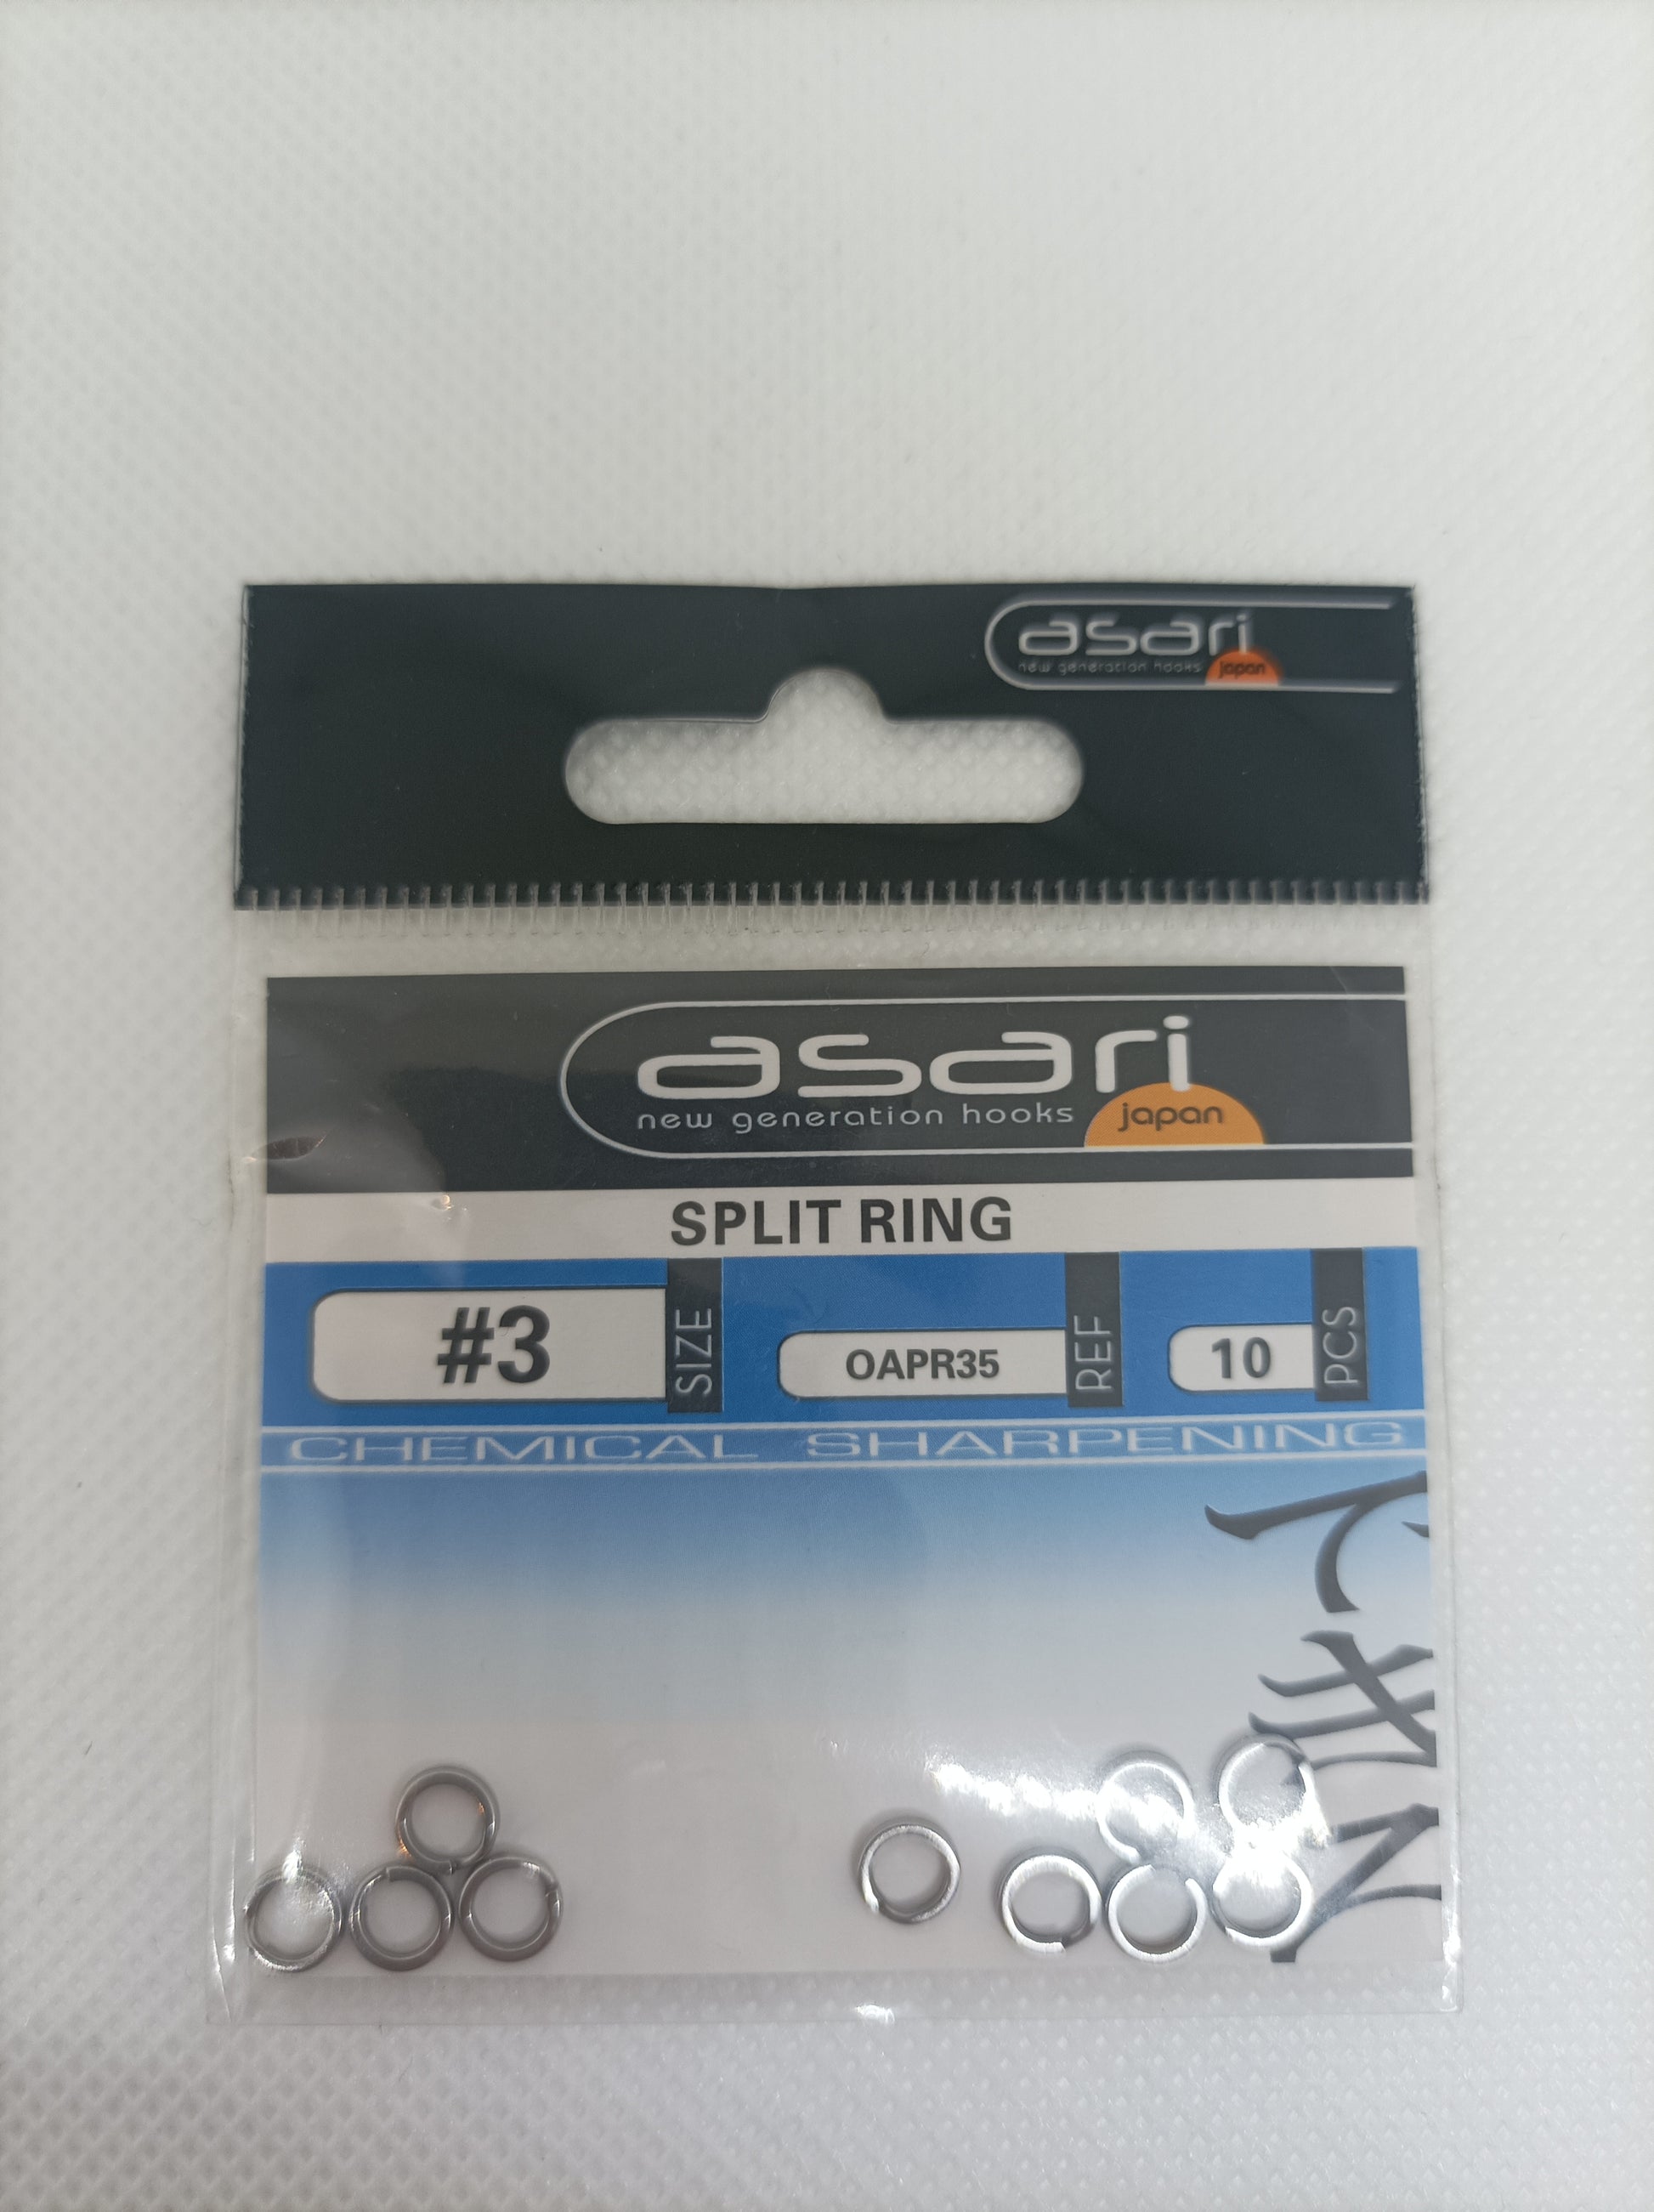 asari
new generation hooks japan
asari
new generation hooks japan
SPLIT RING
#3 SIZE OAPR35 REF 10 PCS
CHEMICAL SHARPENING